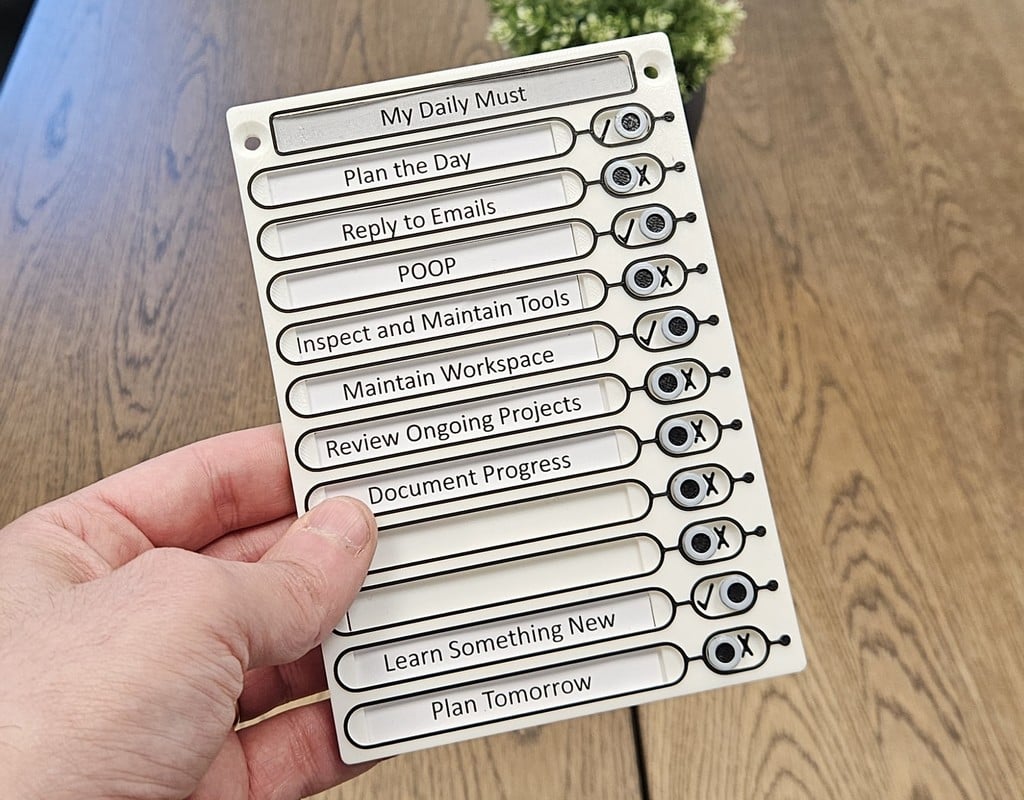 My Daily Must
Plan the Day ✓
Reply to Emails X
POOP ✓
Inspect and Maintain Tools X
Maintain Workspace ✓
Review Ongoing Projects X
Document Progress X
X
X
Learn Something New ✓
Plan Tomorrow X